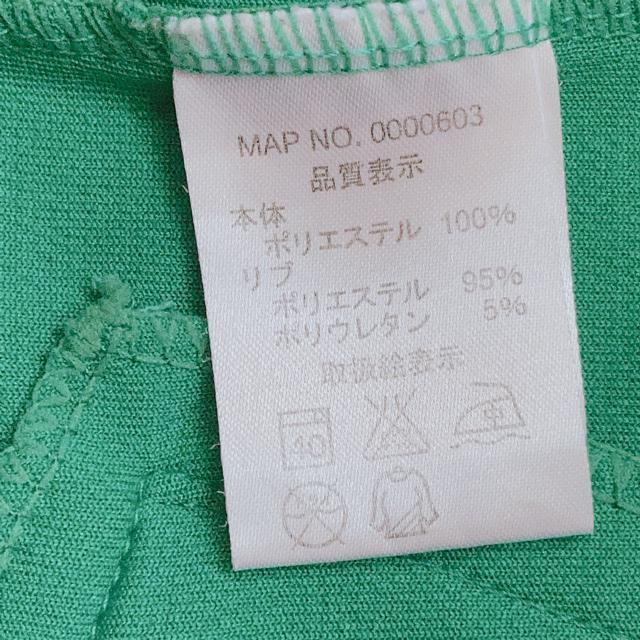 MAP NO. 0000603
品質表示
本体
ポリエステル 100%
リブ
ポリエステル 95%
ポリウレタン 5%
取扱絵表示
40
中